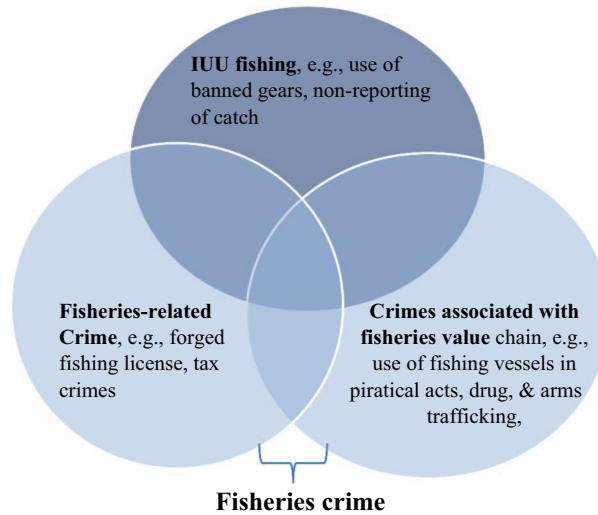 IUU fishing, e.g., use of
banned gears, non-reporting
of catch
Fisheries-related
Crime, e.g., forged
fishing license, tax
crimes
Crimes associated with
fisheries value chain, e.g.,
use of fishing vessels in
piratical acts, drug, & arms
trafficking,
Fisheries crime